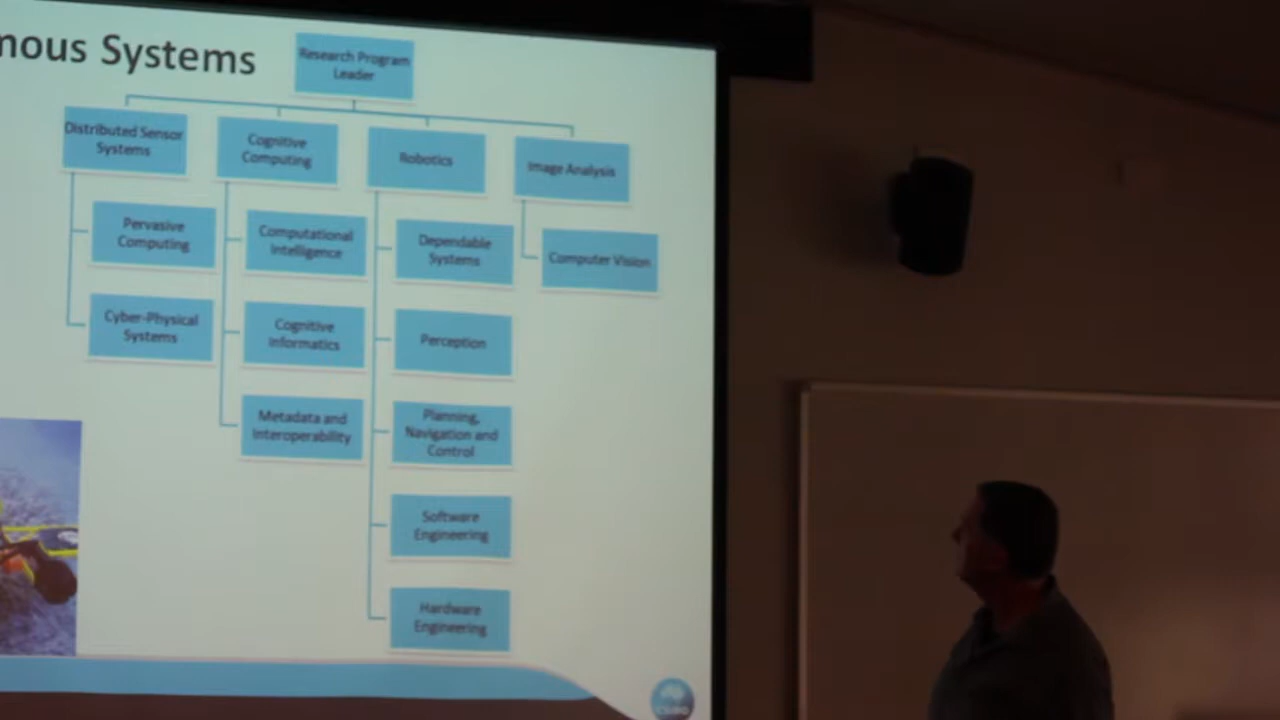 mous Systems
Research Program
Leader
Distributed Sensor
Systems
Cognitive
Computing
Robotics
Image Analysis
Pervasive
Computing
Computational
Intelligence
Dependable
Systems
Computer Vision
Cyber-Physical
Systems
Cognitive
Informatics
Perception
Metadata and
Interoperability
Planning,
Navigation and
Control
Software
Engineering
Hardware
Engineering